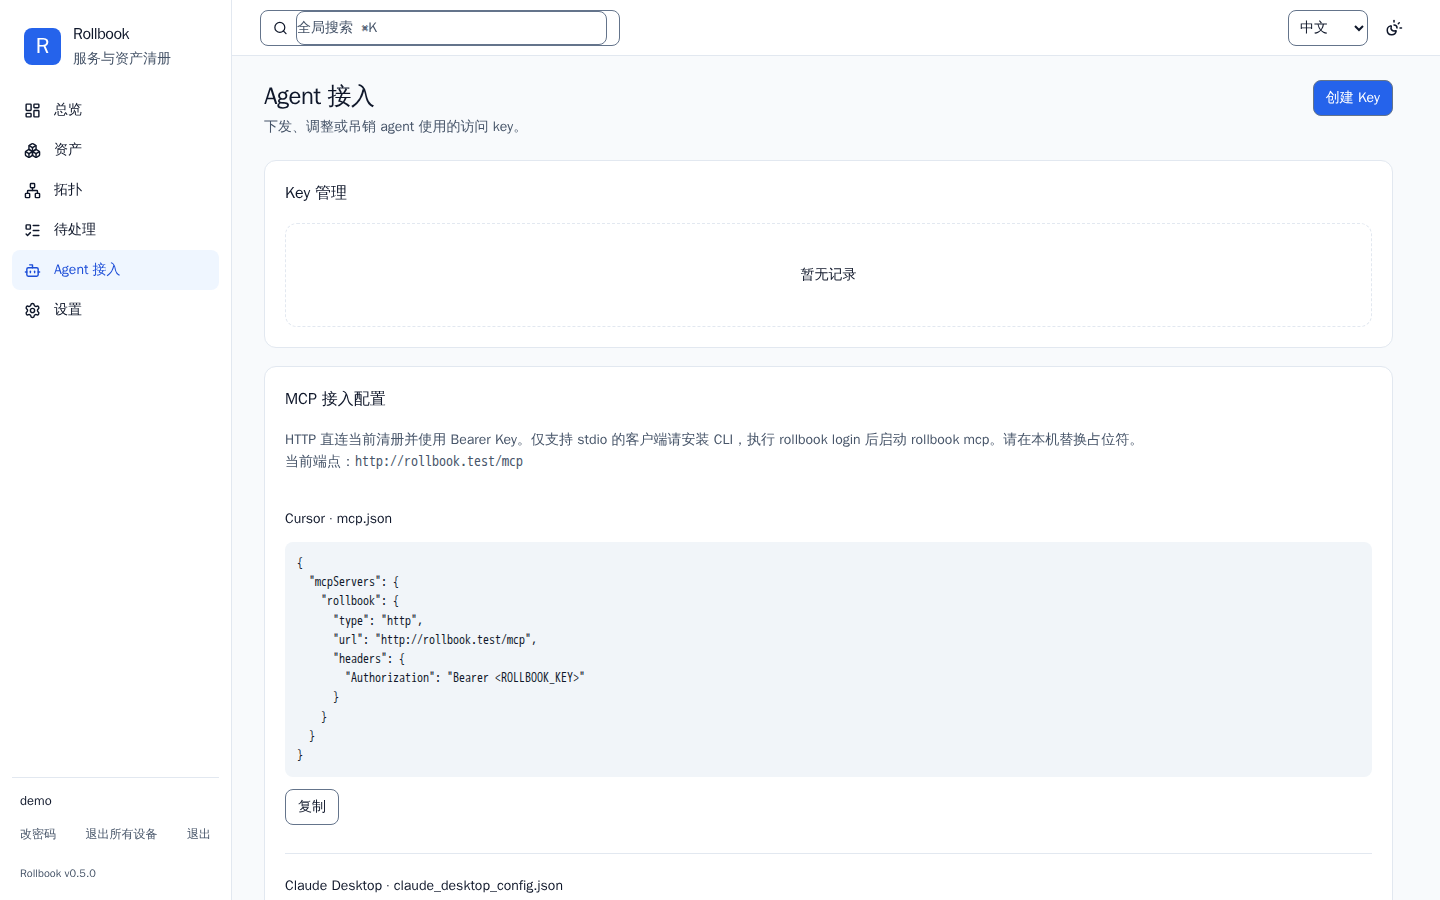 R
Rollbook
服务与资产清册
总览
资产
拓扑
待处理
Agent 接入
设置
demo
改密码 退出所有设备 退出
Rollbook v0.5.0
全局搜索 ⌘K
中文
Agent 接入
下发、调整或吊销 agent 使用的访问 key。
创建 Key
Key 管理
暂无记录
MCP 接入配置
HTTP 直连当前清册并使用 Bearer Key。仅支持 stdio 的客户端请安装 CLI，执行 rollbook login 后启动 rollbook mcp。请在本机替换占位符。
当前端点：http://rollbook.test/mcp
Cursor · mcp.json
{
  "mcpServers": {
    "rollbook": {
      "type": "http",
      "url": "http://rollbook.test/mcp",
      "headers": {
        "Authorization": "Bearer <ROLLBOOK_KEY>"
      }
    }
  }
}
复制
Claude Desktop · claude_desktop_config.json